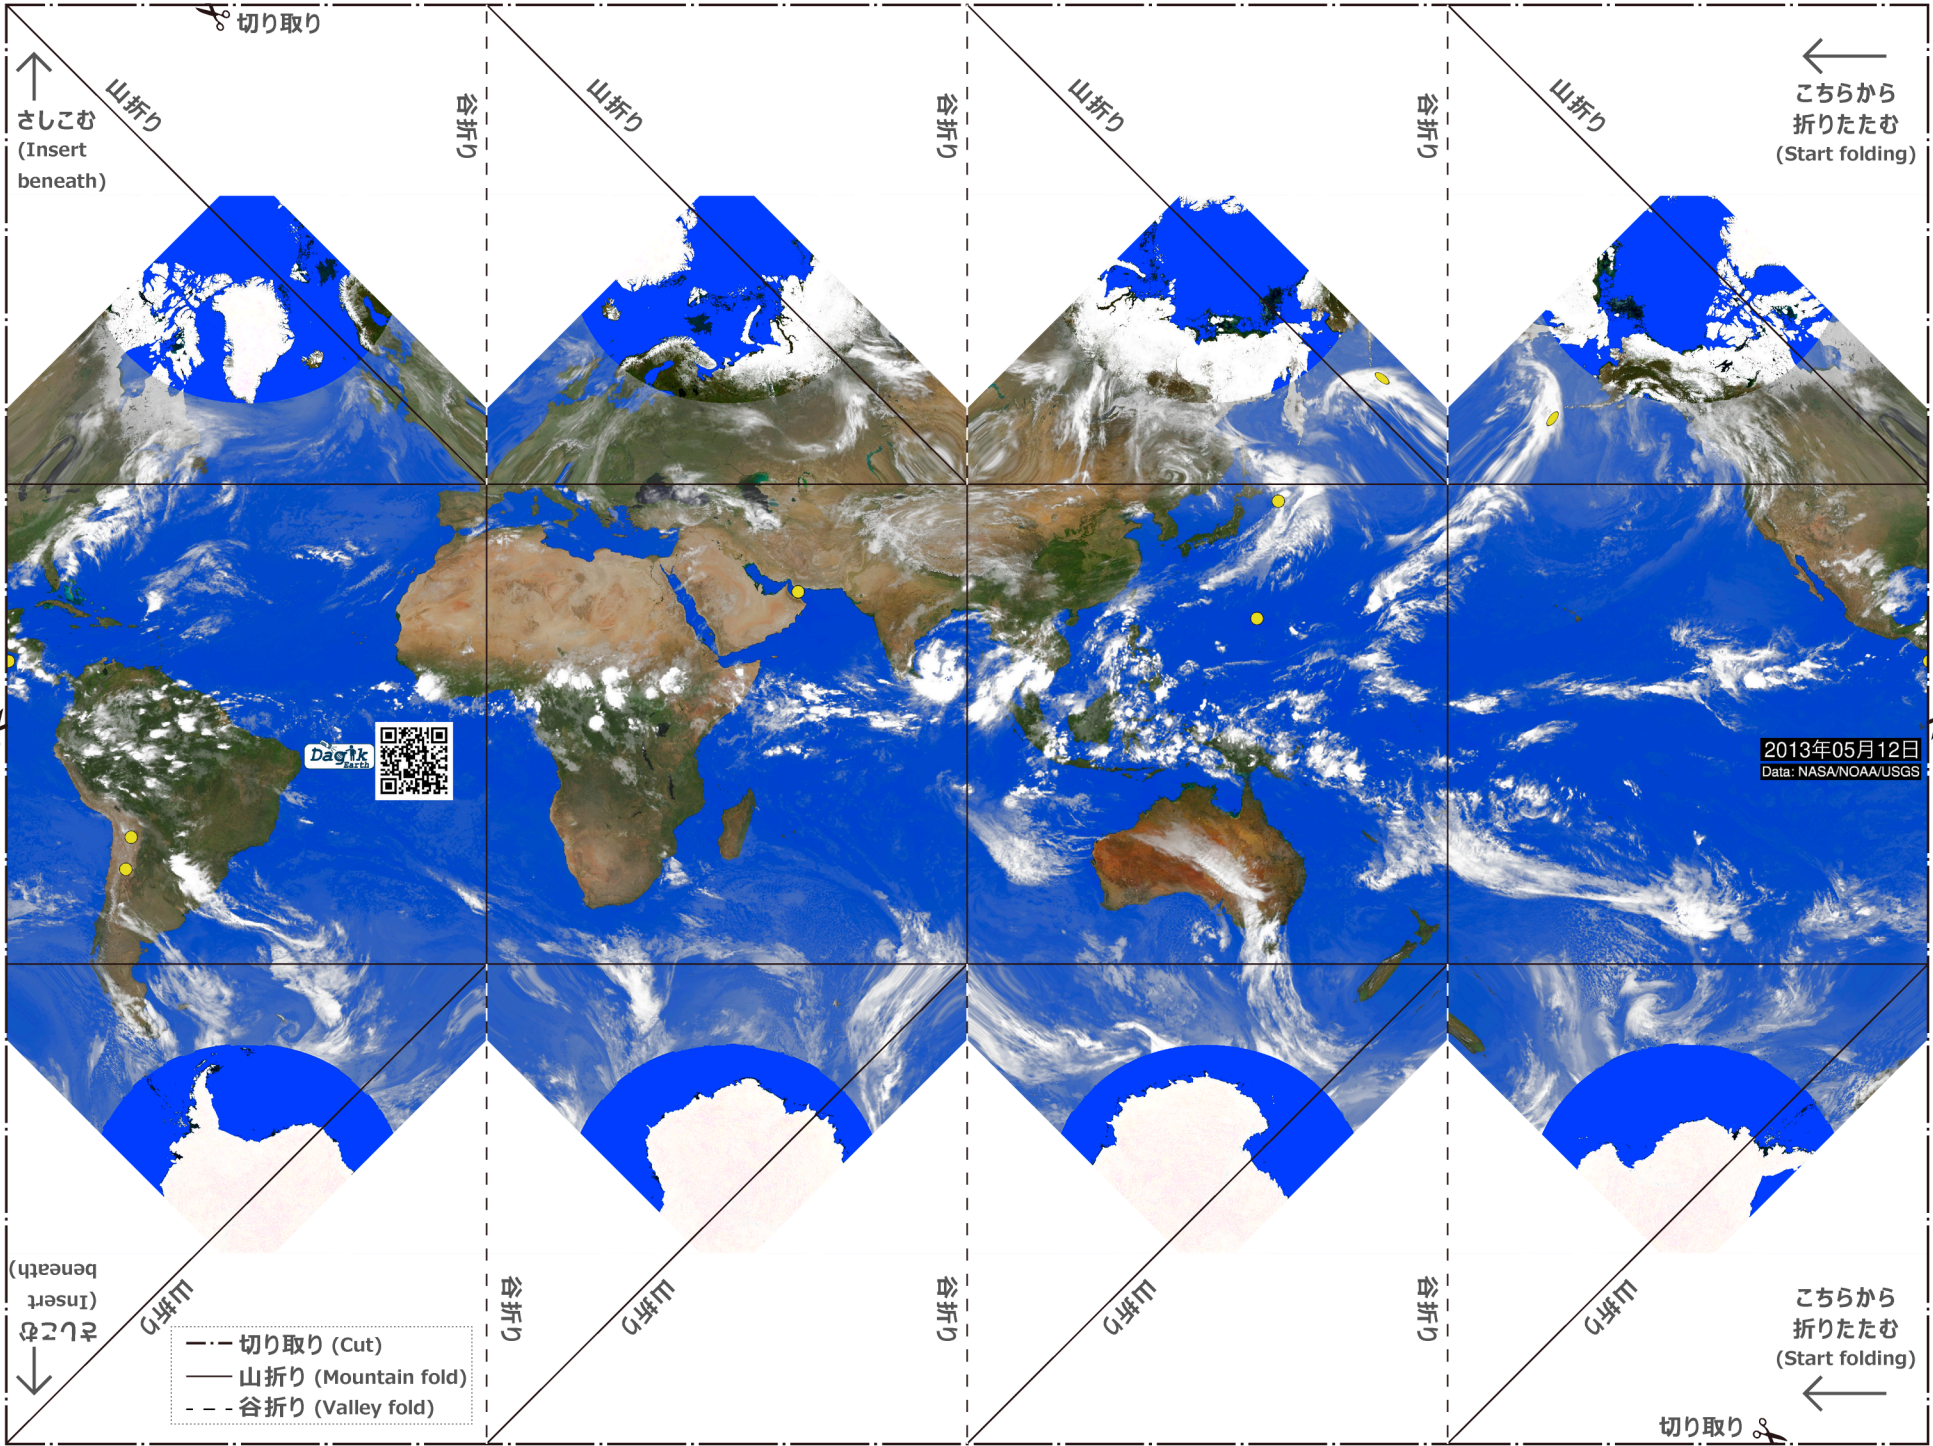 切り取り
山折り
谷折り
山折り
谷折り
山折り
谷折り
山折り
さしこむ
(Insert
beneath)
こちらから
折りたたむ
(Start folding)
Dagik
Earth
2013年05月12日
Data: NASA/NOAA/USGS
さしこむ
(Insert
beneath)
山折り
谷折り
山折り
谷折り
山折り
谷折り
山折り
こちらから
折りたたむ
(Start folding)
切り取り (Cut)
山折り (Mountain fold)
谷折り (Valley fold)
切り取り